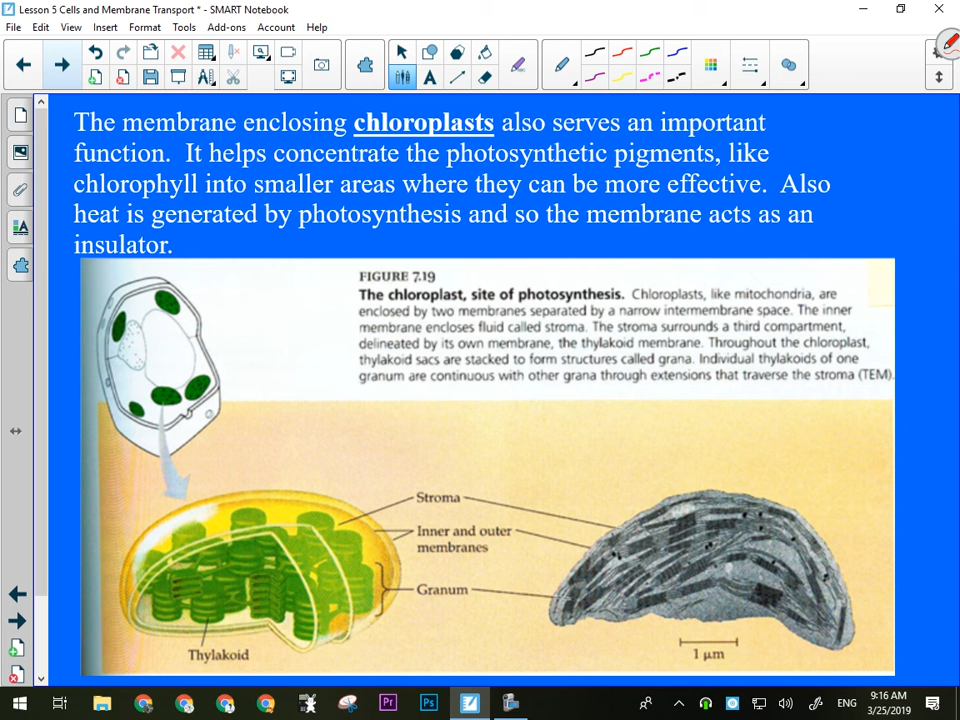 Lesson 5 Cells and Membrane Transport * - SMART Notebook
File Edit View Insert Format Tools Add-ons Account Help
The membrane enclosing chloroplasts also serves an important
function. It helps concentrate the photosynthetic pigments, like
chlorophyll into smaller areas where they can be more effective. Also
heat is generated by photosynthesis and so the membrane acts as an
insulator.
FIGURE 7.19
The chloroplast, site of photosynthesis. Chloroplasts, like mitochondria, are
enclosed by two membranes separated by a narrow intermembrane space. The inner
membrane encloses fluid called stroma. The stroma surrounds a third compartment,
delineated by its own membrane, the thylakoid membrane. Throughout the chloroplast,
thylakoid sacs are stacked to form structures called grana. Individual thylakoids of one
granum are continuous with other grana through extensions that traverse the stroma (TEM).
Stroma
Inner and outer
membranes
Granum
Thylakoid
1 µm
Pr
Ps
ENG
9:16 AM
3/25/2019